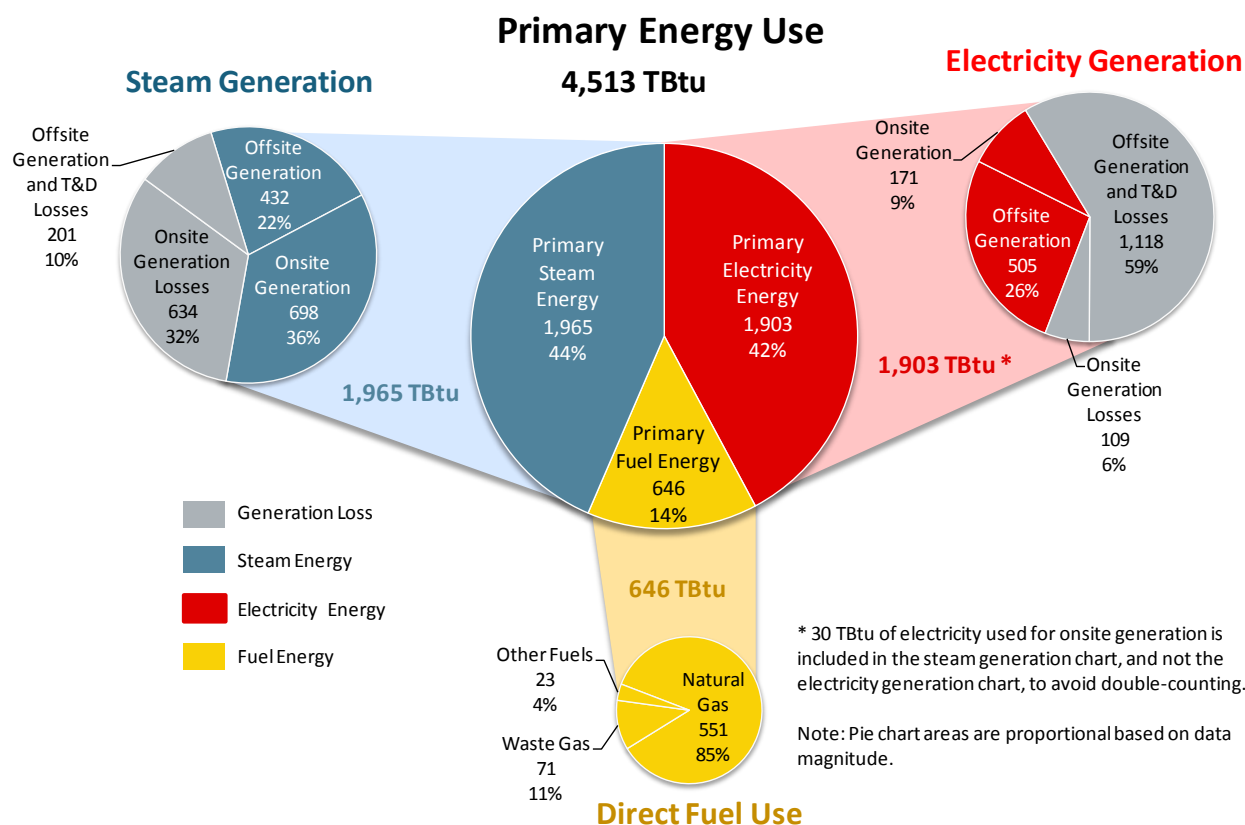 Primary Energy Use
4,513 TBtu
Steam Generation
Electricity Generation
Offsite
Generation
and T&D
Losses
201
10%
Offsite
Generation
432
22%
Onsite
Generation
Losses
634
32%
Onsite
Generation
698
36%
1,965 TBtu
Primary
Steam
Energy
1,965
44%
Primary
Electricity
Energy
1,903
42%
Primary
Fuel Energy
646
14%
Onsite
Generation
171
9%
Offsite
Generation
and T&D
Losses
1,118
59%
Offsite
Generation
505
26%
Onsite
Generation
Losses
109
6%
1,903 TBtu *
Generation Loss
Steam Energy
Electricity Energy
Fuel Energy
646 TBtu
Other Fuels
23
4%
Waste Gas
71
11%
Natural
Gas
551
85%
Direct Fuel Use
* 30 TBtu of electricity used for onsite generation is
included in the steam generation chart, and not the
electricity generation chart, to avoid double-counting.
Note: Pie chart areas are proportional based on data
magnitude.